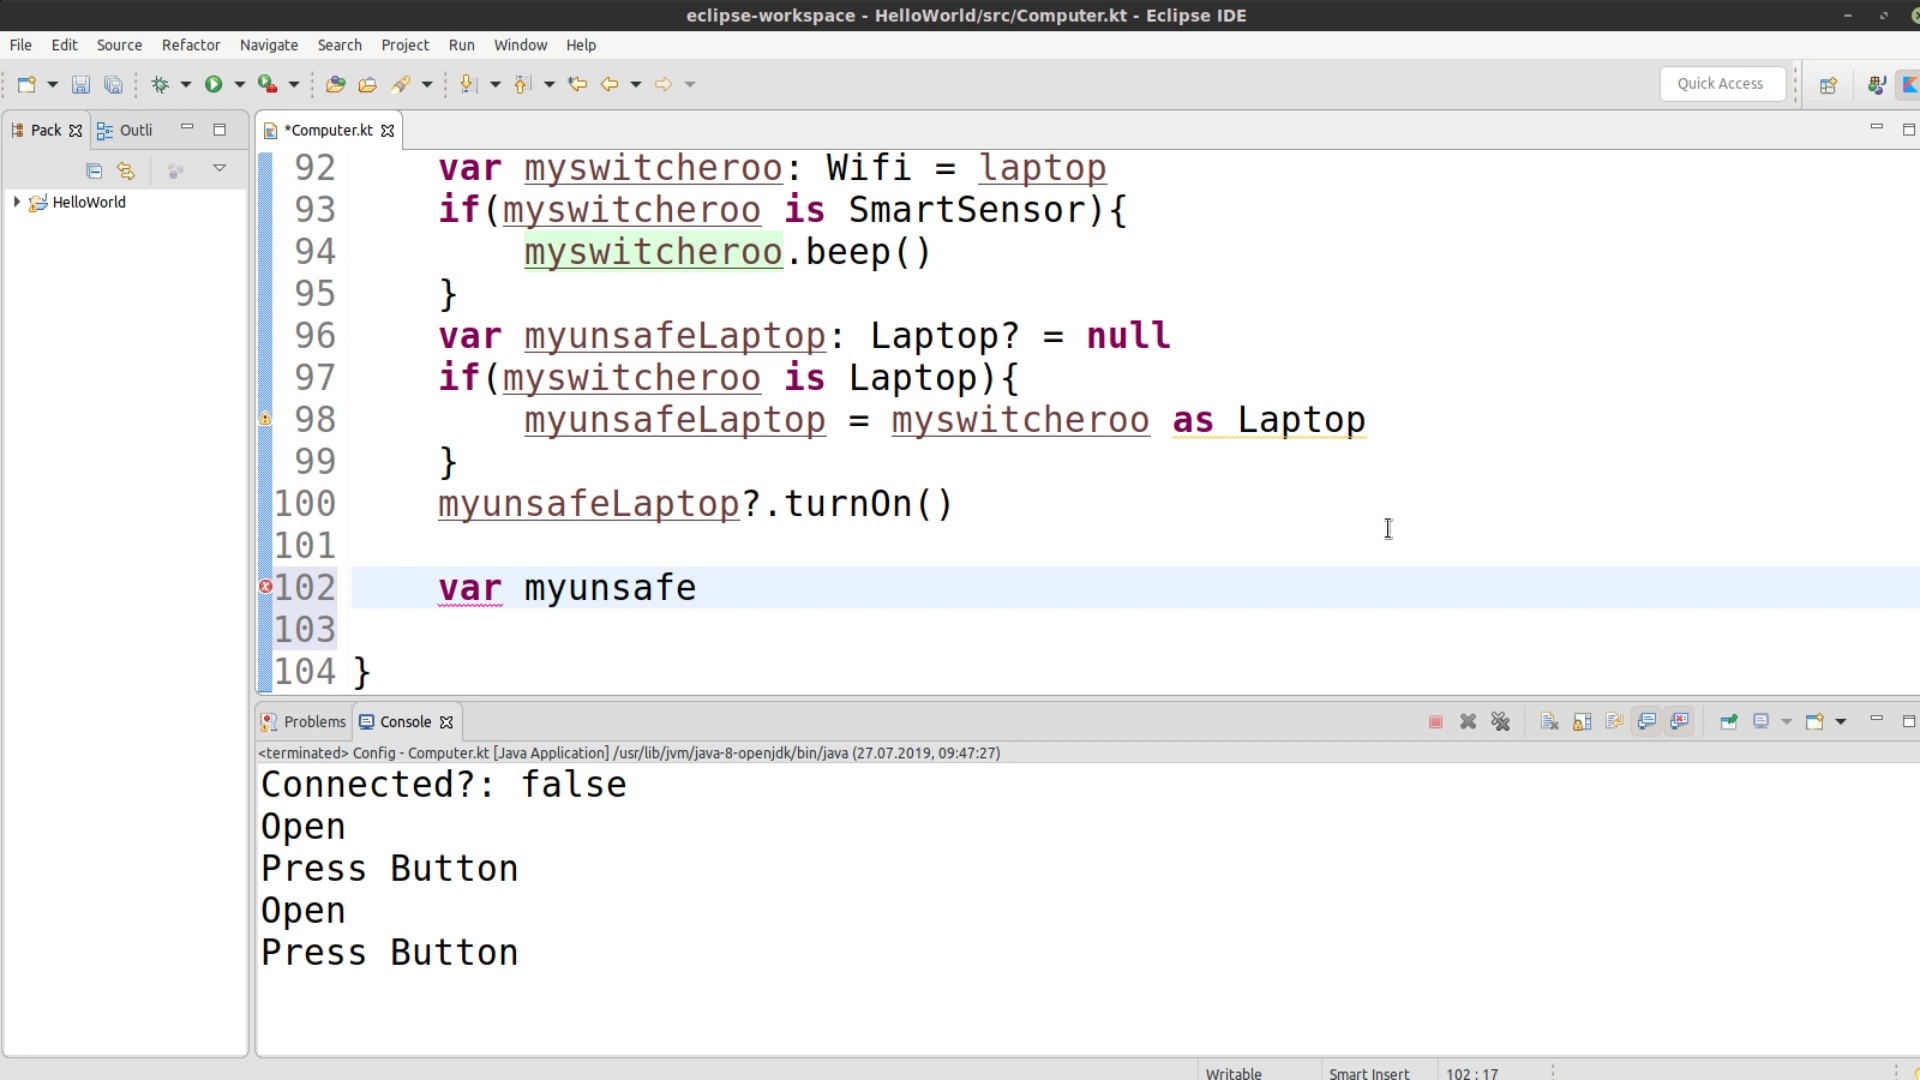 eclipse-workspace - HelloWorld/src/Computer.kt - Eclipse IDE
File Edit Source Refactor Navigate Search Project Run Window Help
Quick Access
Pack Outli *Computer.kt
HelloWorld
92 var myswitcheroo: Wifi = laptop
93 if(myswitcheroo is SmartSensor){
94 myswitcheroo.beep()
95 }
96 var myunsafeLaptop: Laptop? = null
97 if(myswitcheroo is Laptop){
98 myunsafeLaptop = myswitcheroo as Laptop
99 }
100 myunsafeLaptop?.turnOn()
101
102 var myunsafe
103
104 }
Problems Console
<terminated> Config - Computer.kt [Java Application] /usr/lib/jvm/java-8-openjdk/bin/java (27.07.2019, 09:47:27)
Connected?: false
Open
Press Button
Open
Press Button
Writable Smart Insert 102 : 17